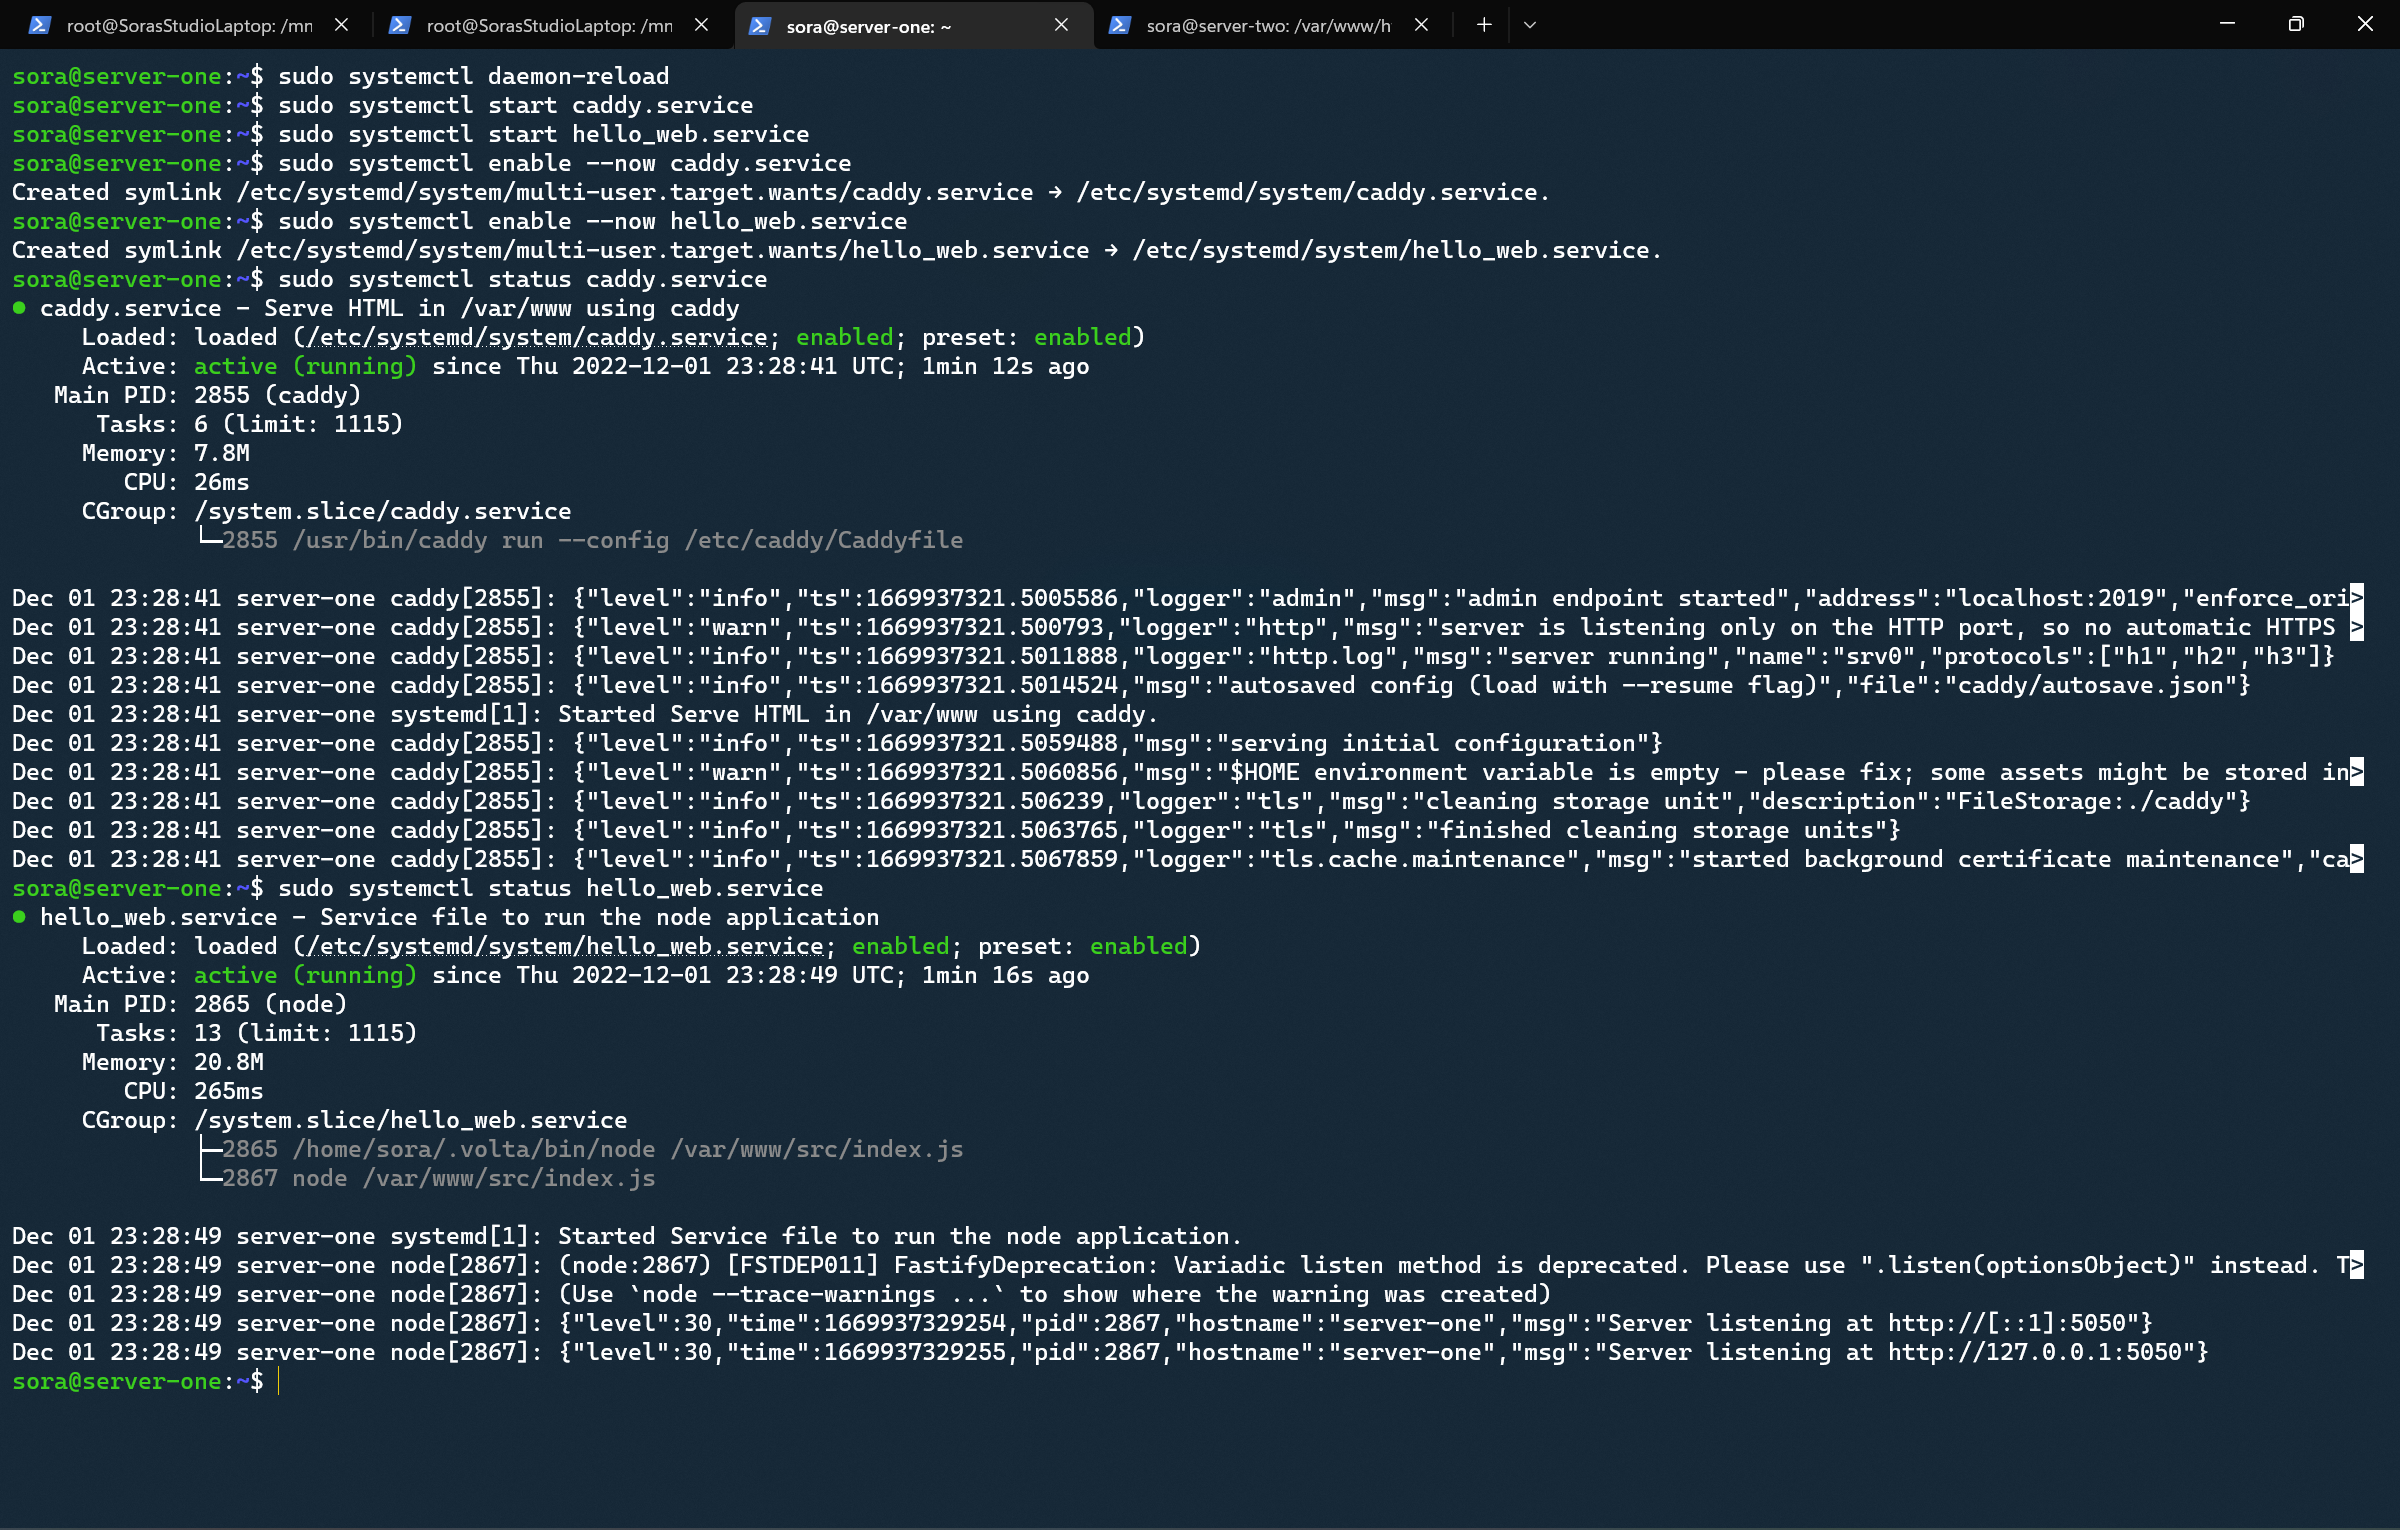 root@SorasStudioLaptop: /mn
root@SorasStudioLaptop: /mn
sora@server-one: ~
sora@server-two: /var/www/h
sora@server-one:~$ sudo systemctl daemon-reload
sora@server-one:~$ sudo systemctl start caddy.service
sora@server-one:~$ sudo systemctl start hello_web.service
sora@server-one:~$ sudo systemctl enable --now caddy.service
Created symlink /etc/systemd/system/multi-user.target.wants/caddy.service → /etc/systemd/system/caddy.service.
sora@server-one:~$ sudo systemctl enable --now hello_web.service
Created symlink /etc/systemd/system/multi-user.target.wants/hello_web.service → /etc/systemd/system/hello_web.service.
sora@server-one:~$ sudo systemctl status caddy.service
● caddy.service - Serve HTML in /var/www using caddy
     Loaded: loaded (/etc/systemd/system/caddy.service; enabled; preset: enabled)
     Active: active (running) since Thu 2022-12-01 23:28:41 UTC; 1min 12s ago
   Main PID: 2855 (caddy)
      Tasks: 6 (limit: 1115)
     Memory: 7.8M
        CPU: 26ms
     CGroup: /system.slice/caddy.service
             └─2855 /usr/bin/caddy run --config /etc/caddy/Caddyfile
Dec 01 23:28:41 server-one caddy[2855]: {"level":"info","ts":1669937321.5005586,"logger":"admin","msg":"admin endpoint started","address":"localhost:2019","enforce_ori>
Dec 01 23:28:41 server-one caddy[2855]: {"level":"warn","ts":1669937321.500793,"logger":"http","msg":"server is listening only on the HTTP port, so no automatic HTTPS >
Dec 01 23:28:41 server-one caddy[2855]: {"level":"info","ts":1669937321.5011888,"logger":"http.log","msg":"server running","name":"srv0","protocols":["h1","h2","h3"]}
Dec 01 23:28:41 server-one caddy[2855]: {"level":"info","ts":1669937321.5014524,"msg":"autosaved config (load with --resume flag)","file":"caddy/autosave.json"}
Dec 01 23:28:41 server-one systemd[1]: Started Serve HTML in /var/www using caddy.
Dec 01 23:28:41 server-one caddy[2855]: {"level":"info","ts":1669937321.5059488,"msg":"serving initial configuration"}
Dec 01 23:28:41 server-one caddy[2855]: {"level":"warn","ts":1669937321.5060856,"msg":"$HOME environment variable is empty - please fix; some assets might be stored in>
Dec 01 23:28:41 server-one caddy[2855]: {"level":"info","ts":1669937321.506239,"logger":"tls","msg":"cleaning storage unit","description":"FileStorage:./caddy"}
Dec 01 23:28:41 server-one caddy[2855]: {"level":"info","ts":1669937321.5063765,"logger":"tls","msg":"finished cleaning storage units"}
Dec 01 23:28:41 server-one caddy[2855]: {"level":"info","ts":1669937321.5067859,"logger":"tls.cache.maintenance","msg":"started background certificate maintenance","ca>
sora@server-one:~$ sudo systemctl status hello_web.service
● hello_web.service - Service file to run the node application
     Loaded: loaded (/etc/systemd/system/hello_web.service; enabled; preset: enabled)
     Active: active (running) since Thu 2022-12-01 23:28:49 UTC; 1min 16s ago
   Main PID: 2865 (node)
      Tasks: 13 (limit: 1115)
     Memory: 20.8M
        CPU: 265ms
     CGroup: /system.slice/hello_web.service
             ├─2865 /home/sora/.volta/bin/node /var/www/src/index.js
             └─2867 node /var/www/src/index.js
Dec 01 23:28:49 server-one systemd[1]: Started Service file to run the node application.
Dec 01 23:28:49 server-one node[2867]: (node:2867) [FSTDEP011] FastifyDeprecation: Variadic listen method is deprecated. Please use ".listen(optionsObject)" instead. T>
Dec 01 23:28:49 server-one node[2867]: (Use `node --trace-warnings ...` to show where the warning was created)
Dec 01 23:28:49 server-one node[2867]: {"level":30,"time":1669937329254,"pid":2867,"hostname":"server-one","msg":"Server listening at http://[::1]:5050"}
Dec 01 23:28:49 server-one node[2867]: {"level":30,"time":1669937329255,"pid":2867,"hostname":"server-one","msg":"Server listening at http://127.0.0.1:5050"}
sora@server-one:~$